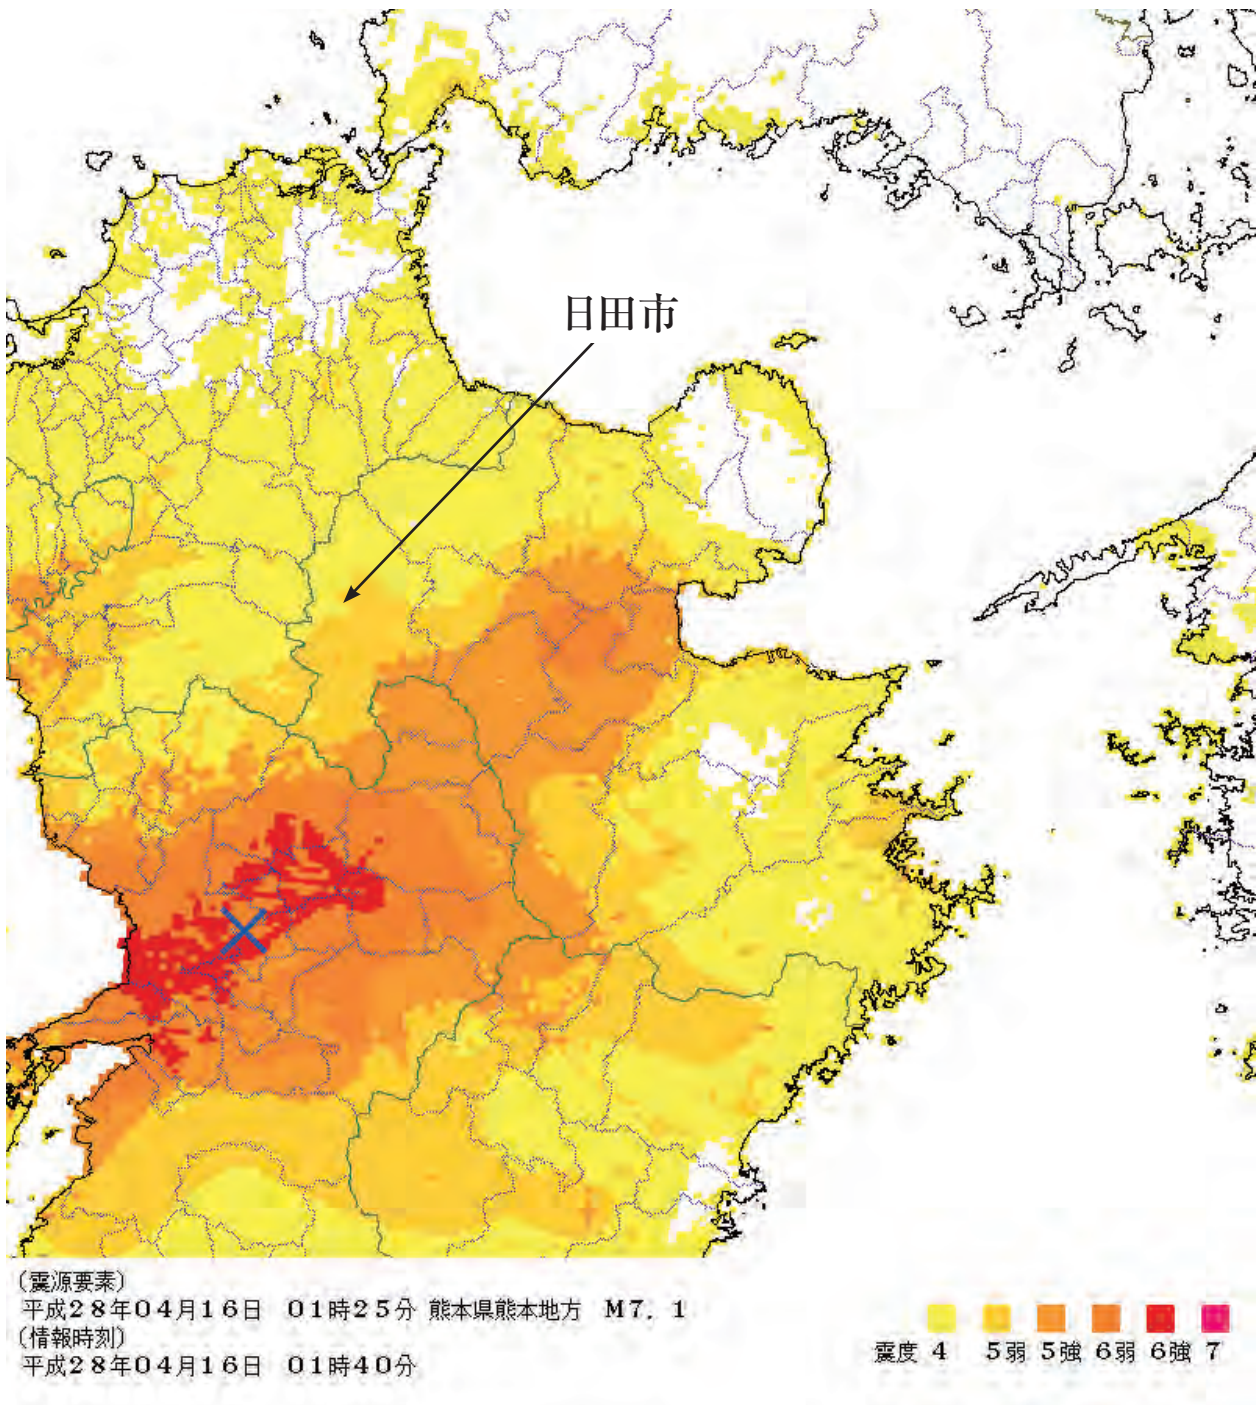 日田市
(震源要素)
平成28年04月16日 01時25分 熊本県熊本地方 M7.1
(情報時刻)
平成28年04月16日 01時40分
震度 4 5弱 5強 6弱 6強 7